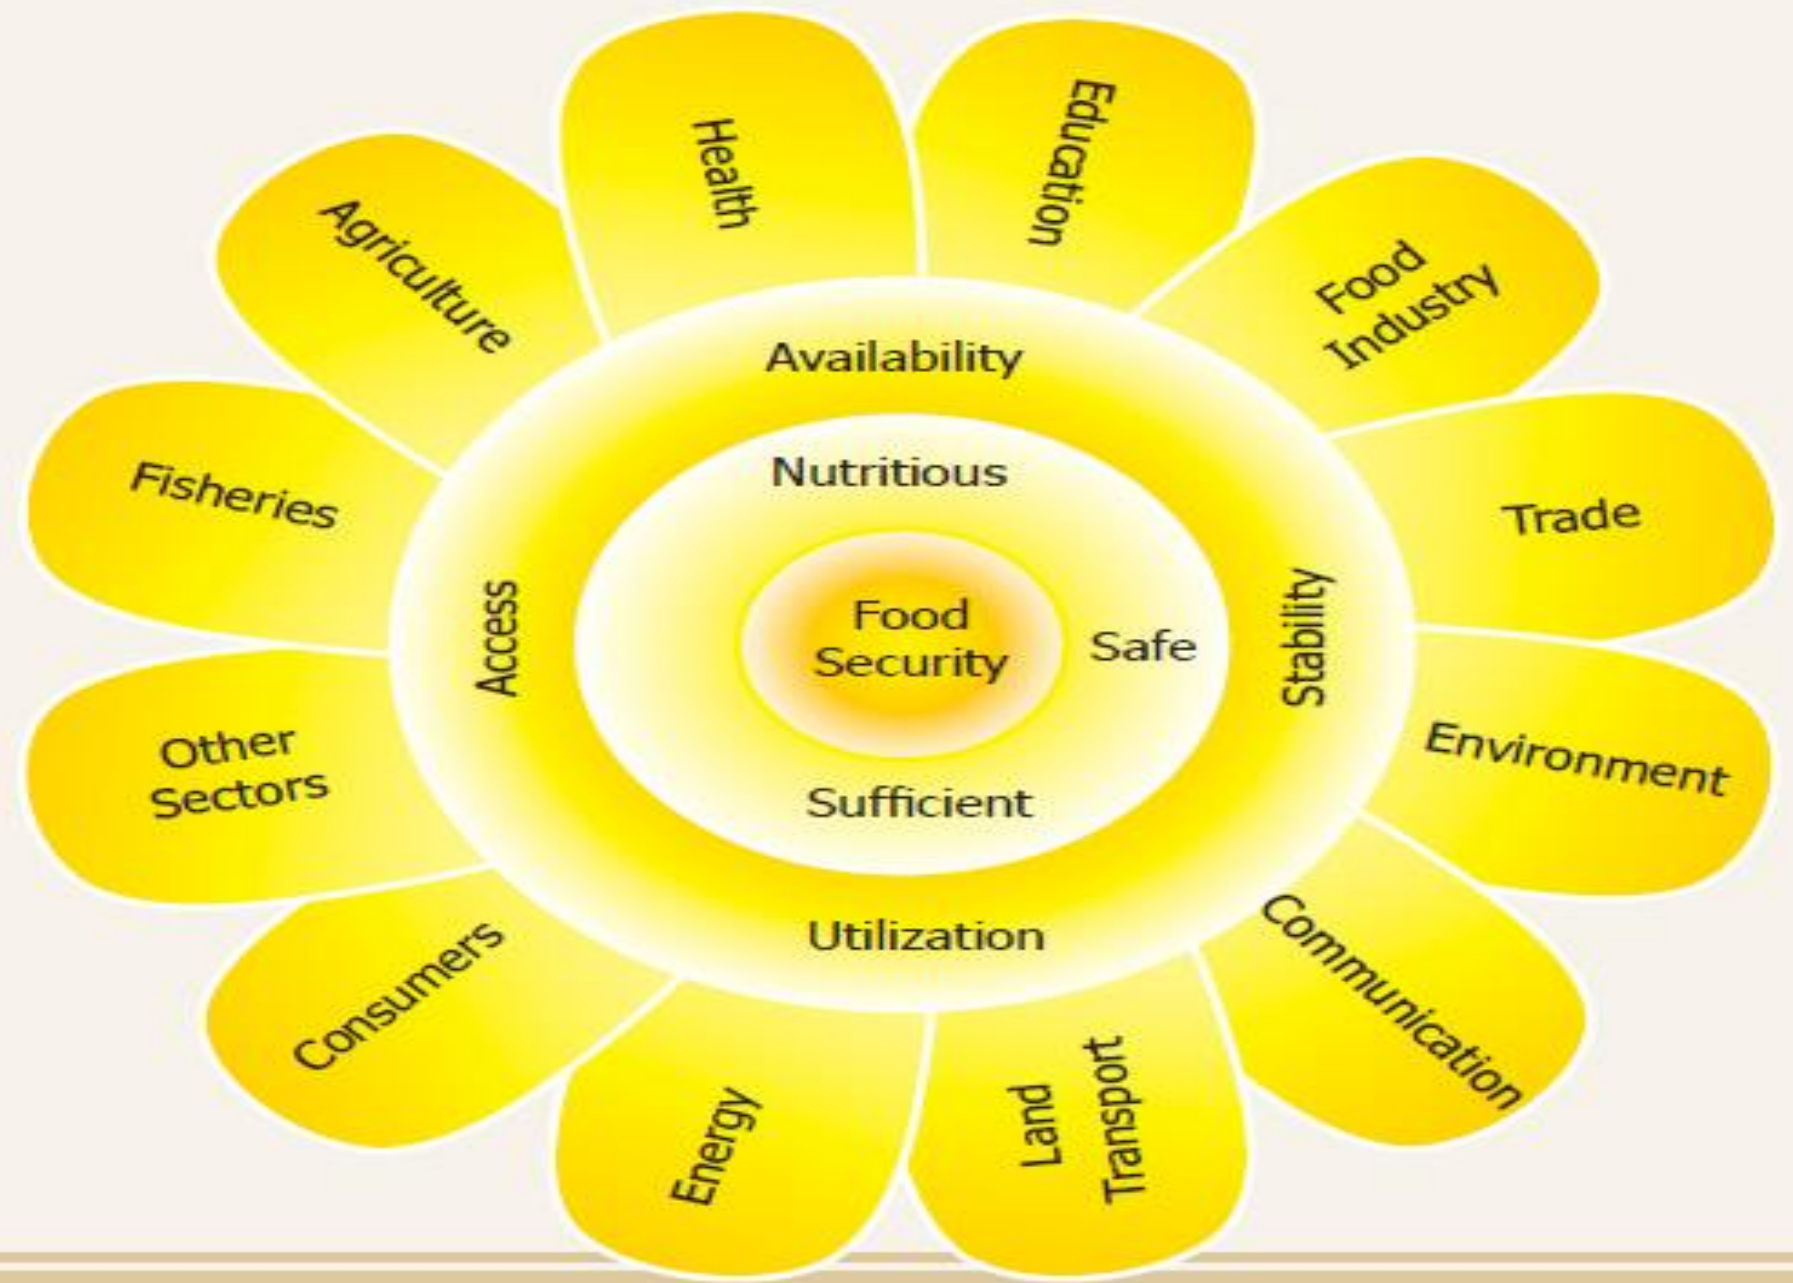 Health
Education
Food
Industry
Trade
Environment
Communication
Land
Transport
Energy
Consumers
Other
Sectors
Fisheries
Agriculture
Availability
Stability
Utilization
Access
Nutritious
Safe
Sufficient
Food
Security